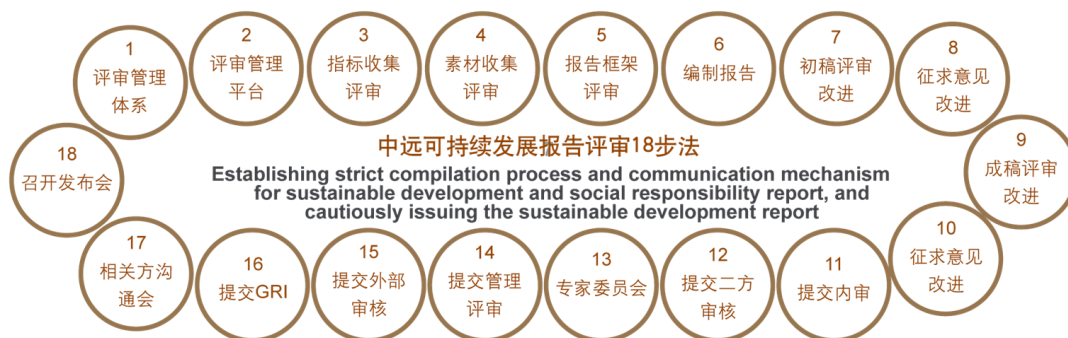 1
评审管理
体系
2
评审管理
平台
3
指标收集
评审
4
素材收集
评审
5
报告框架
评审
6
编制报告
7
初稿评审
改进
8
征求意见
改进
9
成稿评审
改进
10
征求意见
改进
11
提交内审
12
提交二方
审核
13
专家委员会
14
提交管理
评审
15
提交外部
审核
16
提交GRI
17
相关方沟
通会
18
召开发布会
中远可持续发展报告评审18步法
Establishing strict compilation process and communication mechanism
for sustainable development and social responsibility report, and
cautiously issuing the sustainable development report